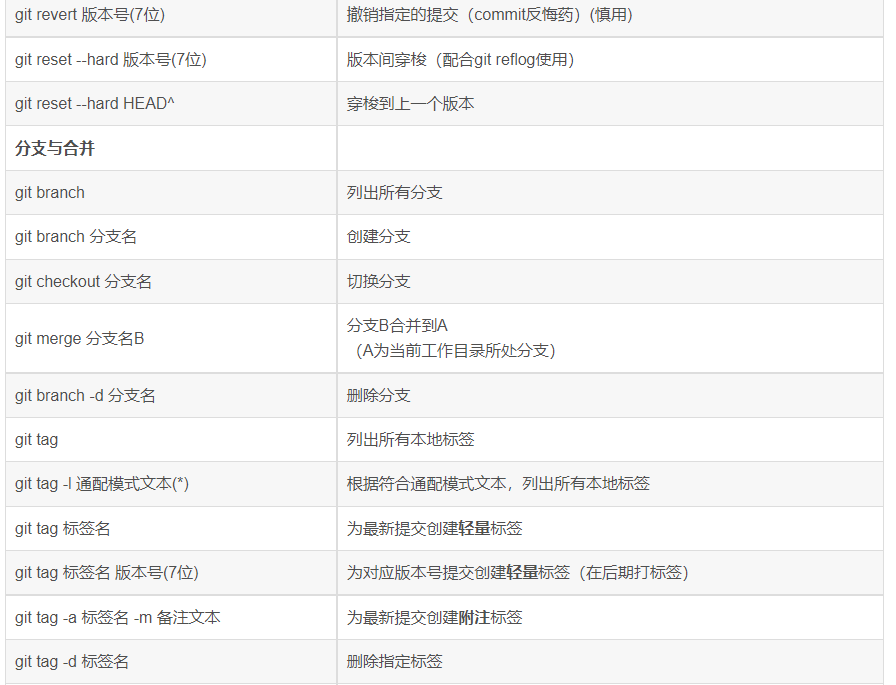 git revert 版本号(7位)
撤销指定的提交（commit反悔药）(慎用)
git reset --hard 版本号(7位)
版本间穿梭（配合git reflog使用）
git reset --hard HEAD^
穿梭到上一个版本
分支与合并
git branch
列出所有分支
git branch 分支名
创建分支
git checkout 分支名
切换分支
git merge 分支名B
分支B合并到A
（A为当前工作目录所处分支）
git branch -d 分支名
删除分支
git tag
列出所有本地标签
git tag -l 通配模式文本(*)
根据符合通配模式文本，列出所有本地标签
git tag 标签名
为最新提交创建轻量标签
git tag 标签名 版本号(7位)
为对应版本号提交创建轻量标签（在后期打标签）
git tag -a 标签名 -m 备注文本
为最新提交创建附注标签
git tag -d 标签名
删除指定标签